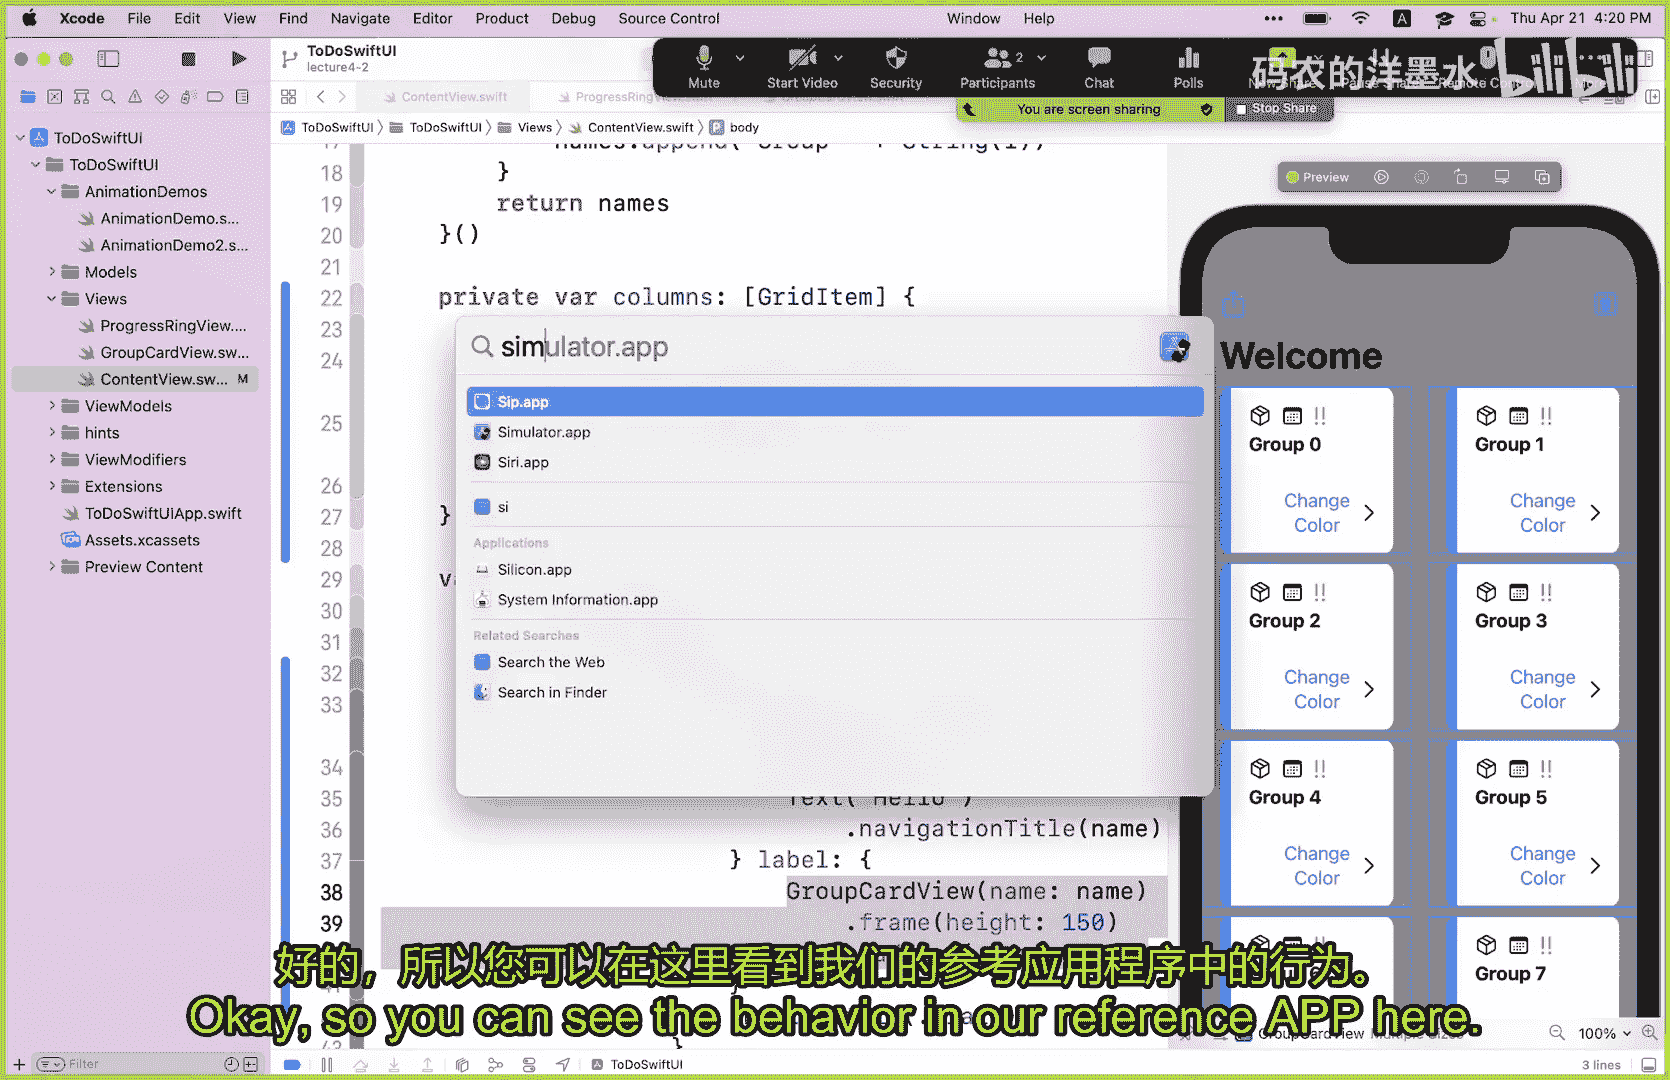 Xcode File Edit View Find Navigate Editor Product Debug Source Control Window Help Thu Apr 21 4:20 PM
ToDoSwiftUI
lecture4-2
Mute
Start Video
Security
Participants
2
Chat
Polls
码农的洋墨水
bilibili
You are screen sharing
Stop Share
ContentView.swift
ToDoSwiftUI
ToDoSwiftUI
Views
ContentView.swift
body
ToDoSwiftUI
ToDoSwiftUI
AnimationDemos
AnimationDemo.s...
AnimationDemo2.s...
Models
Views
ProgressRingView....
GroupCardView.sw...
ContentView.sw... M
ViewModels
hints
ViewModifiers
Extensions
ToDoSwiftUIApp.swift
Assets.xcassets
Preview Content
Filter
18 }
19 return names
20 }()
21
22 private var columns: [GridItem] {
23
24
25
26
27 }
28
29
30
31
32
33
34
35 Text("Hello")
36 .navigationTitle(name)
37 } label: {
38 GroupCardView(name: name)
39 .frame(height: 150)
simulator.app
Sip.app
Simulator.app
Siri.app
si
Applications
Silicon.app
System Information.app
Related Searches
Search the Web
Search in Finder
Preview
Welcome
!!
Group 0
Change
Color
!!
Group 1
Change
Color
!!
Group 2
Change
Color
!!
Group 3
Change
Color
!!
Group 4
Change
Color
!!
Group 5
Change
Color
!!
Group 7
好的，所以您可以在这里看到我们的参考应用程序中的行为。
Okay, so you can see the behavior in our reference APP here.
100%
ToDoSwiftUI
3 lines